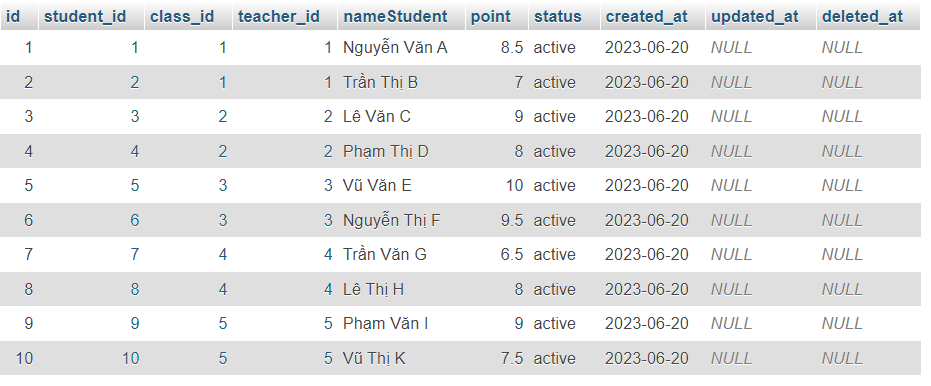 id student_id class_id teacher_id nameStudent point status created_at updated_at deleted_at
1 1 1 1 Nguyễn Văn A 8.5 active 2023-06-20 NULL NULL
2 2 1 1 Trần Thị B 7 active 2023-06-20 NULL NULL
3 3 2 2 Lê Văn C 9 active 2023-06-20 NULL NULL
4 4 2 2 Phạm Thị D 8 active 2023-06-20 NULL NULL
5 5 3 3 Vũ Văn E 10 active 2023-06-20 NULL NULL
6 6 3 3 Nguyễn Thị F 9.5 active 2023-06-20 NULL NULL
7 7 4 4 Trần Văn G 6.5 active 2023-06-20 NULL NULL
8 8 4 4 Lê Thị H 8 active 2023-06-20 NULL NULL
9 9 5 5 Phạm Văn I 9 active 2023-06-20 NULL NULL
10 10 5 5 Vũ Thị K 7.5 active 2023-06-20 NULL NULL